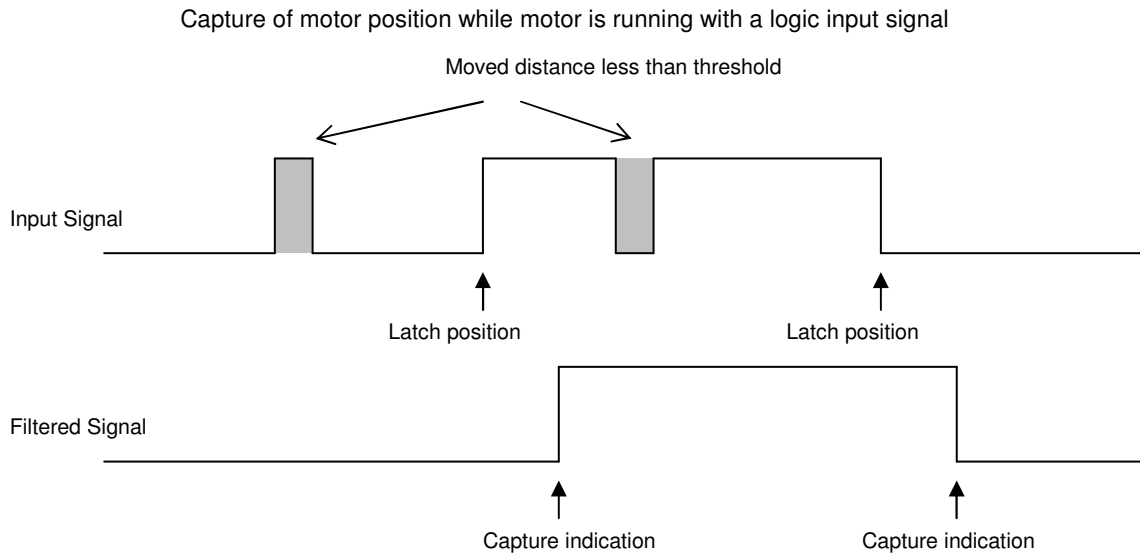 Capture of motor position while motor is running with a logic input signal
Moved distance less than threshold
Input Signal
Latch position
Latch position
Filtered Signal
Capture indication
Capture indication